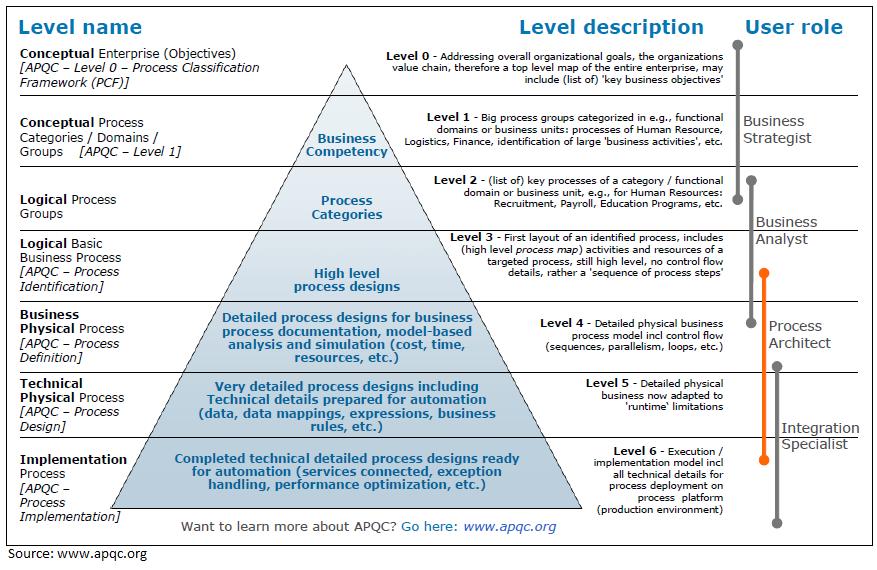 Level name
Level description
User role
Conceptual Enterprise (Objectives)
[APQC – Level 0 – Process Classification
Framework (PCF)]
Level 0 - Addressing overall organizational goals, the organizations
value chain, therefore a top level map of the entire enterprise, may
include (list of) 'key business objectives'
Conceptual Process
Categories / Domains /
Groups [APQC – Level 1]
Business
Competency
Level 1 - Big process groups categorized in e.g., functional
domains or business units: processes of Human Resource,
Logistics, Finance, identification of large 'business activities', etc.
Business
Strategist
Logical Process
Groups
Process
Categories
Level 2 - (list of) key processes of a category / functional
domain or business unit, e.g., for Human Resources:
Recruitment, Payroll, Education Programs, etc.
Business
Analyst
Logical Basic
Business Process
[APQC – Process
Identification]
High level
process designs
Level 3 - First layout of an identified process, includes
(high level process map) activities and resources of a
targeted process, still high level, no control flow
details, rather a 'sequence of process steps'
Business
Physical Process
[APQC – Process
Definition]
Detailed process designs for business
process documentation, model-based
analysis and simulation (cost, time,
resources, etc.)
Level 4 - Detailed physical business
process model incl control flow
(sequences, parallelism, loops, etc.)
Process
Architect
Technical
Physical Process
[APQC – Process
Design]
Very detailed process designs including
Technical details prepared for automation
(data, data mappings, expressions, business
rules, etc.)
Level 5 - Detailed physical
business now adapted to
'runtime' limitations
Integration
Specialist
Implementation
Process
[APQC –
Process
Implementation]
Completed technical detailed process designs ready
for automation (services connected, exception
handling, performance optimization, etc.)
Level 6 - Execution /
implementation model incl
all technical details for
process deployment on
process platform
(production environment)
Want to learn more about APQC? Go here: www.apqc.org
Source: www.apqc.org